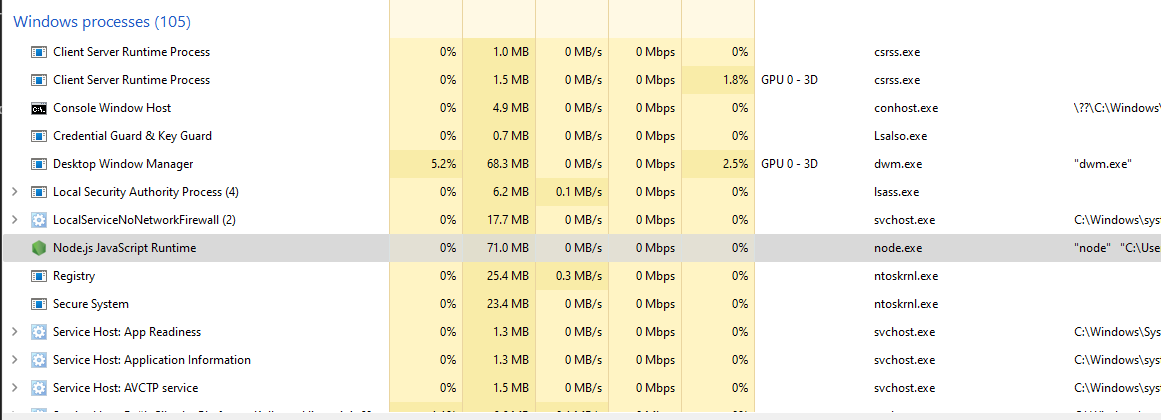 Windows processes (105)
Client Server Runtime Process 0% 1.0 MB 0 MB/s 0 Mbps 0% csrss.exe
Client Server Runtime Process 0% 1.5 MB 0 MB/s 0 Mbps 1.8% GPU 0 - 3D csrss.exe
Console Window Host 0% 4.9 MB 0 MB/s 0 Mbps 0% conhost.exe \??\C:\Windows\
Credential Guard & Key Guard 0% 0.7 MB 0 MB/s 0 Mbps 0% LsaIso.exe
Desktop Window Manager 5.2% 68.3 MB 0 MB/s 0 Mbps 2.5% GPU 0 - 3D dwm.exe "dwm.exe"
Local Security Authority Process (4) 0% 6.2 MB 0.1 MB/s 0 Mbps 0% lsass.exe
LocalServiceNoNetworkFirewall (2) 0% 17.7 MB 0 MB/s 0 Mbps 0% svchost.exe C:\Windows\sys
Node.js JavaScript Runtime 0% 71.0 MB 0 MB/s 0 Mbps 0% node.exe "node" "C:\Use
Registry 0% 25.4 MB 0.3 MB/s 0 Mbps 0% ntoskrnl.exe
Secure System 0% 23.4 MB 0 MB/s 0 Mbps 0% ntoskrnl.exe
Service Host: App Readiness 0% 1.3 MB 0 MB/s 0 Mbps 0% svchost.exe C:\Windows\Sys
Service Host: Application Information 0% 1.3 MB 0 MB/s 0 Mbps 0% svchost.exe C:\Windows\sys
Service Host: AVCTP service 0% 1.5 MB 0 MB/s 0 Mbps 0% svchost.exe C:\Windows\sys